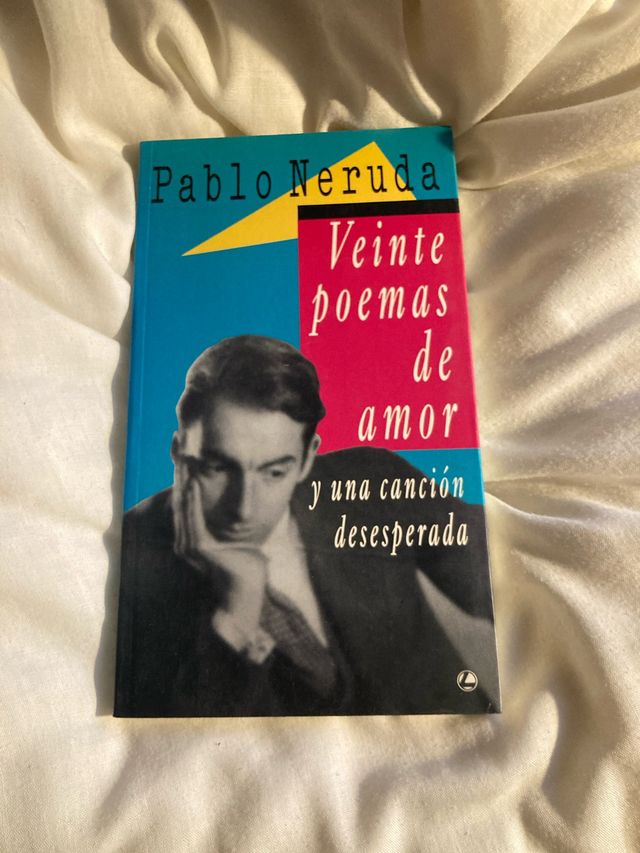 Pablo Neruda
Veinte
poemas
de
amor
y una canción
desesperada